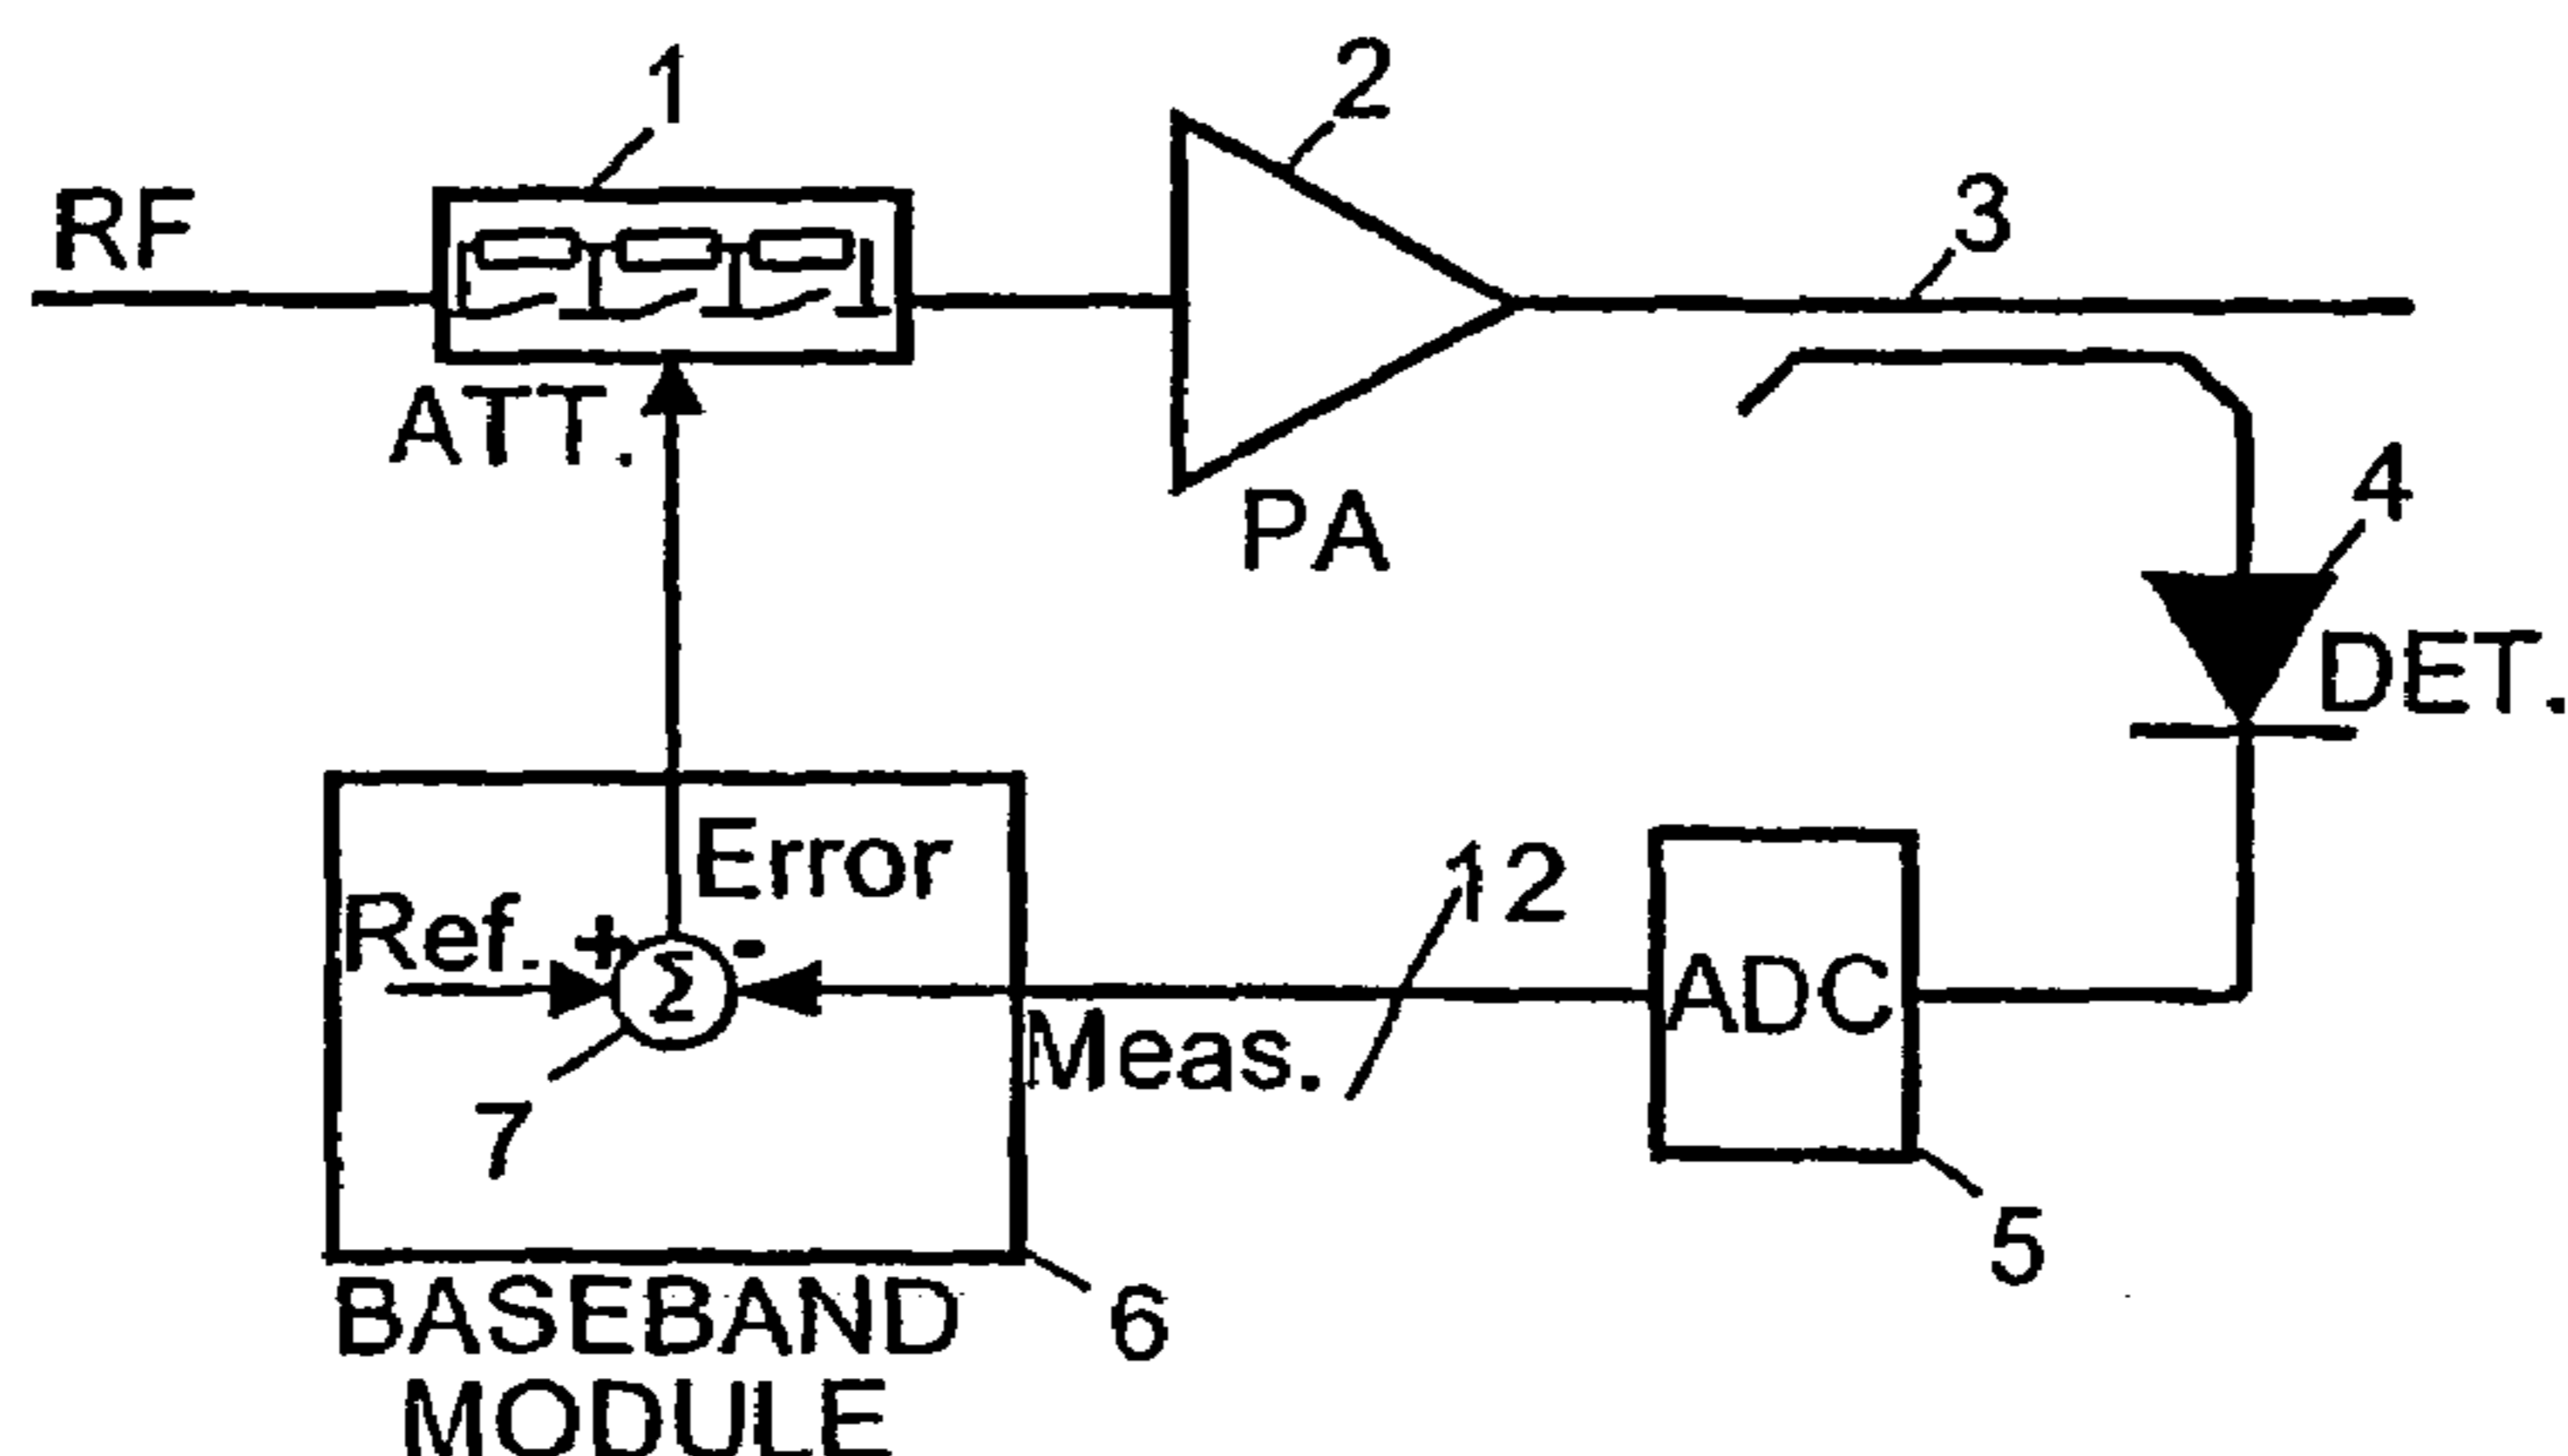 1
2
RF
3
ATT.
4
PA
DET.
Error
12
Ref. + -
Σ
ADC
Meas.
7
5
6
BASEBAND
MODULE